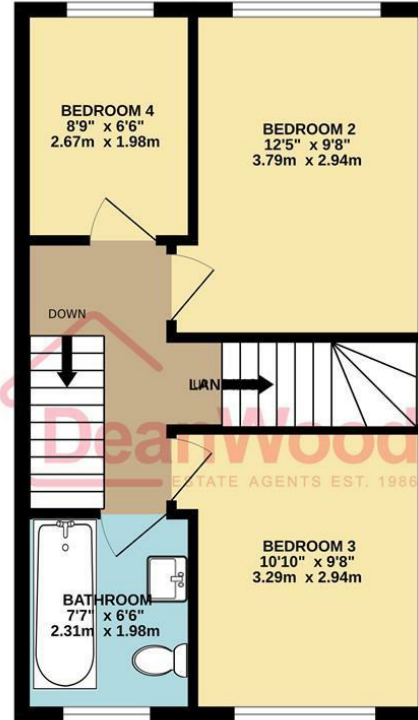 BEDROOM 4
8'9" x 6'6"
2.67m x 1.98m
BEDROOM 2
12'5" x 9'8"
3.79m x 2.94m
DOWN
DeanWood
ESTATE AGENTS EST. 1986
BEDROOM 3
10'10" x 9'8"
3.29m x 2.94m
BATHROOM
7'7" x 6'6"
2.31m x 1.98m